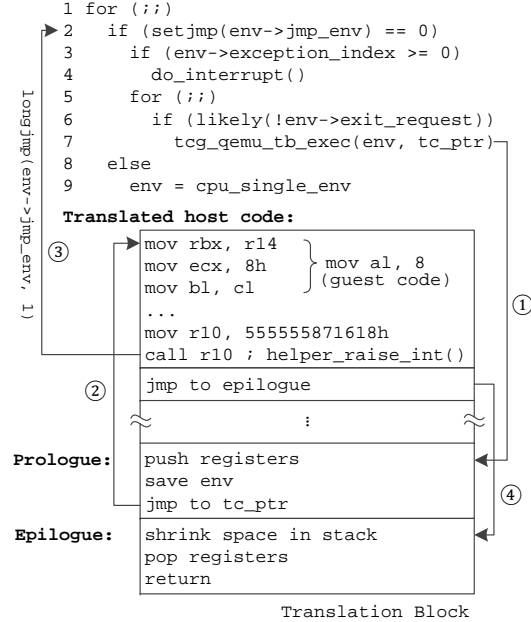 1 for (;;)
2 if (setjmp(env->jmp_env) == 0)
3 if (env->exception_index >= 0)
4 do_interrupt()
5 for (;;)
6 if (likely(!env->exit_request))
7 tcg_qemu_tb_exec(env, tc_ptr)
8 else
9 env = cpu_single_env
longjmp(env->jmp_env, 1)
③
Translated host code:
mov rbx, r14
mov ecx, 8h
mov bl, cl
mov al, 8
(guest code)
...
mov r10, 555555871618h
call r10 ; helper_raise_int()
①
②
jmp to epilogue
⋮
Prologue:
push registers
save env
jmp to tc_ptr
④
Epilogue:
shrink space in stack
pop registers
return
Translation Block